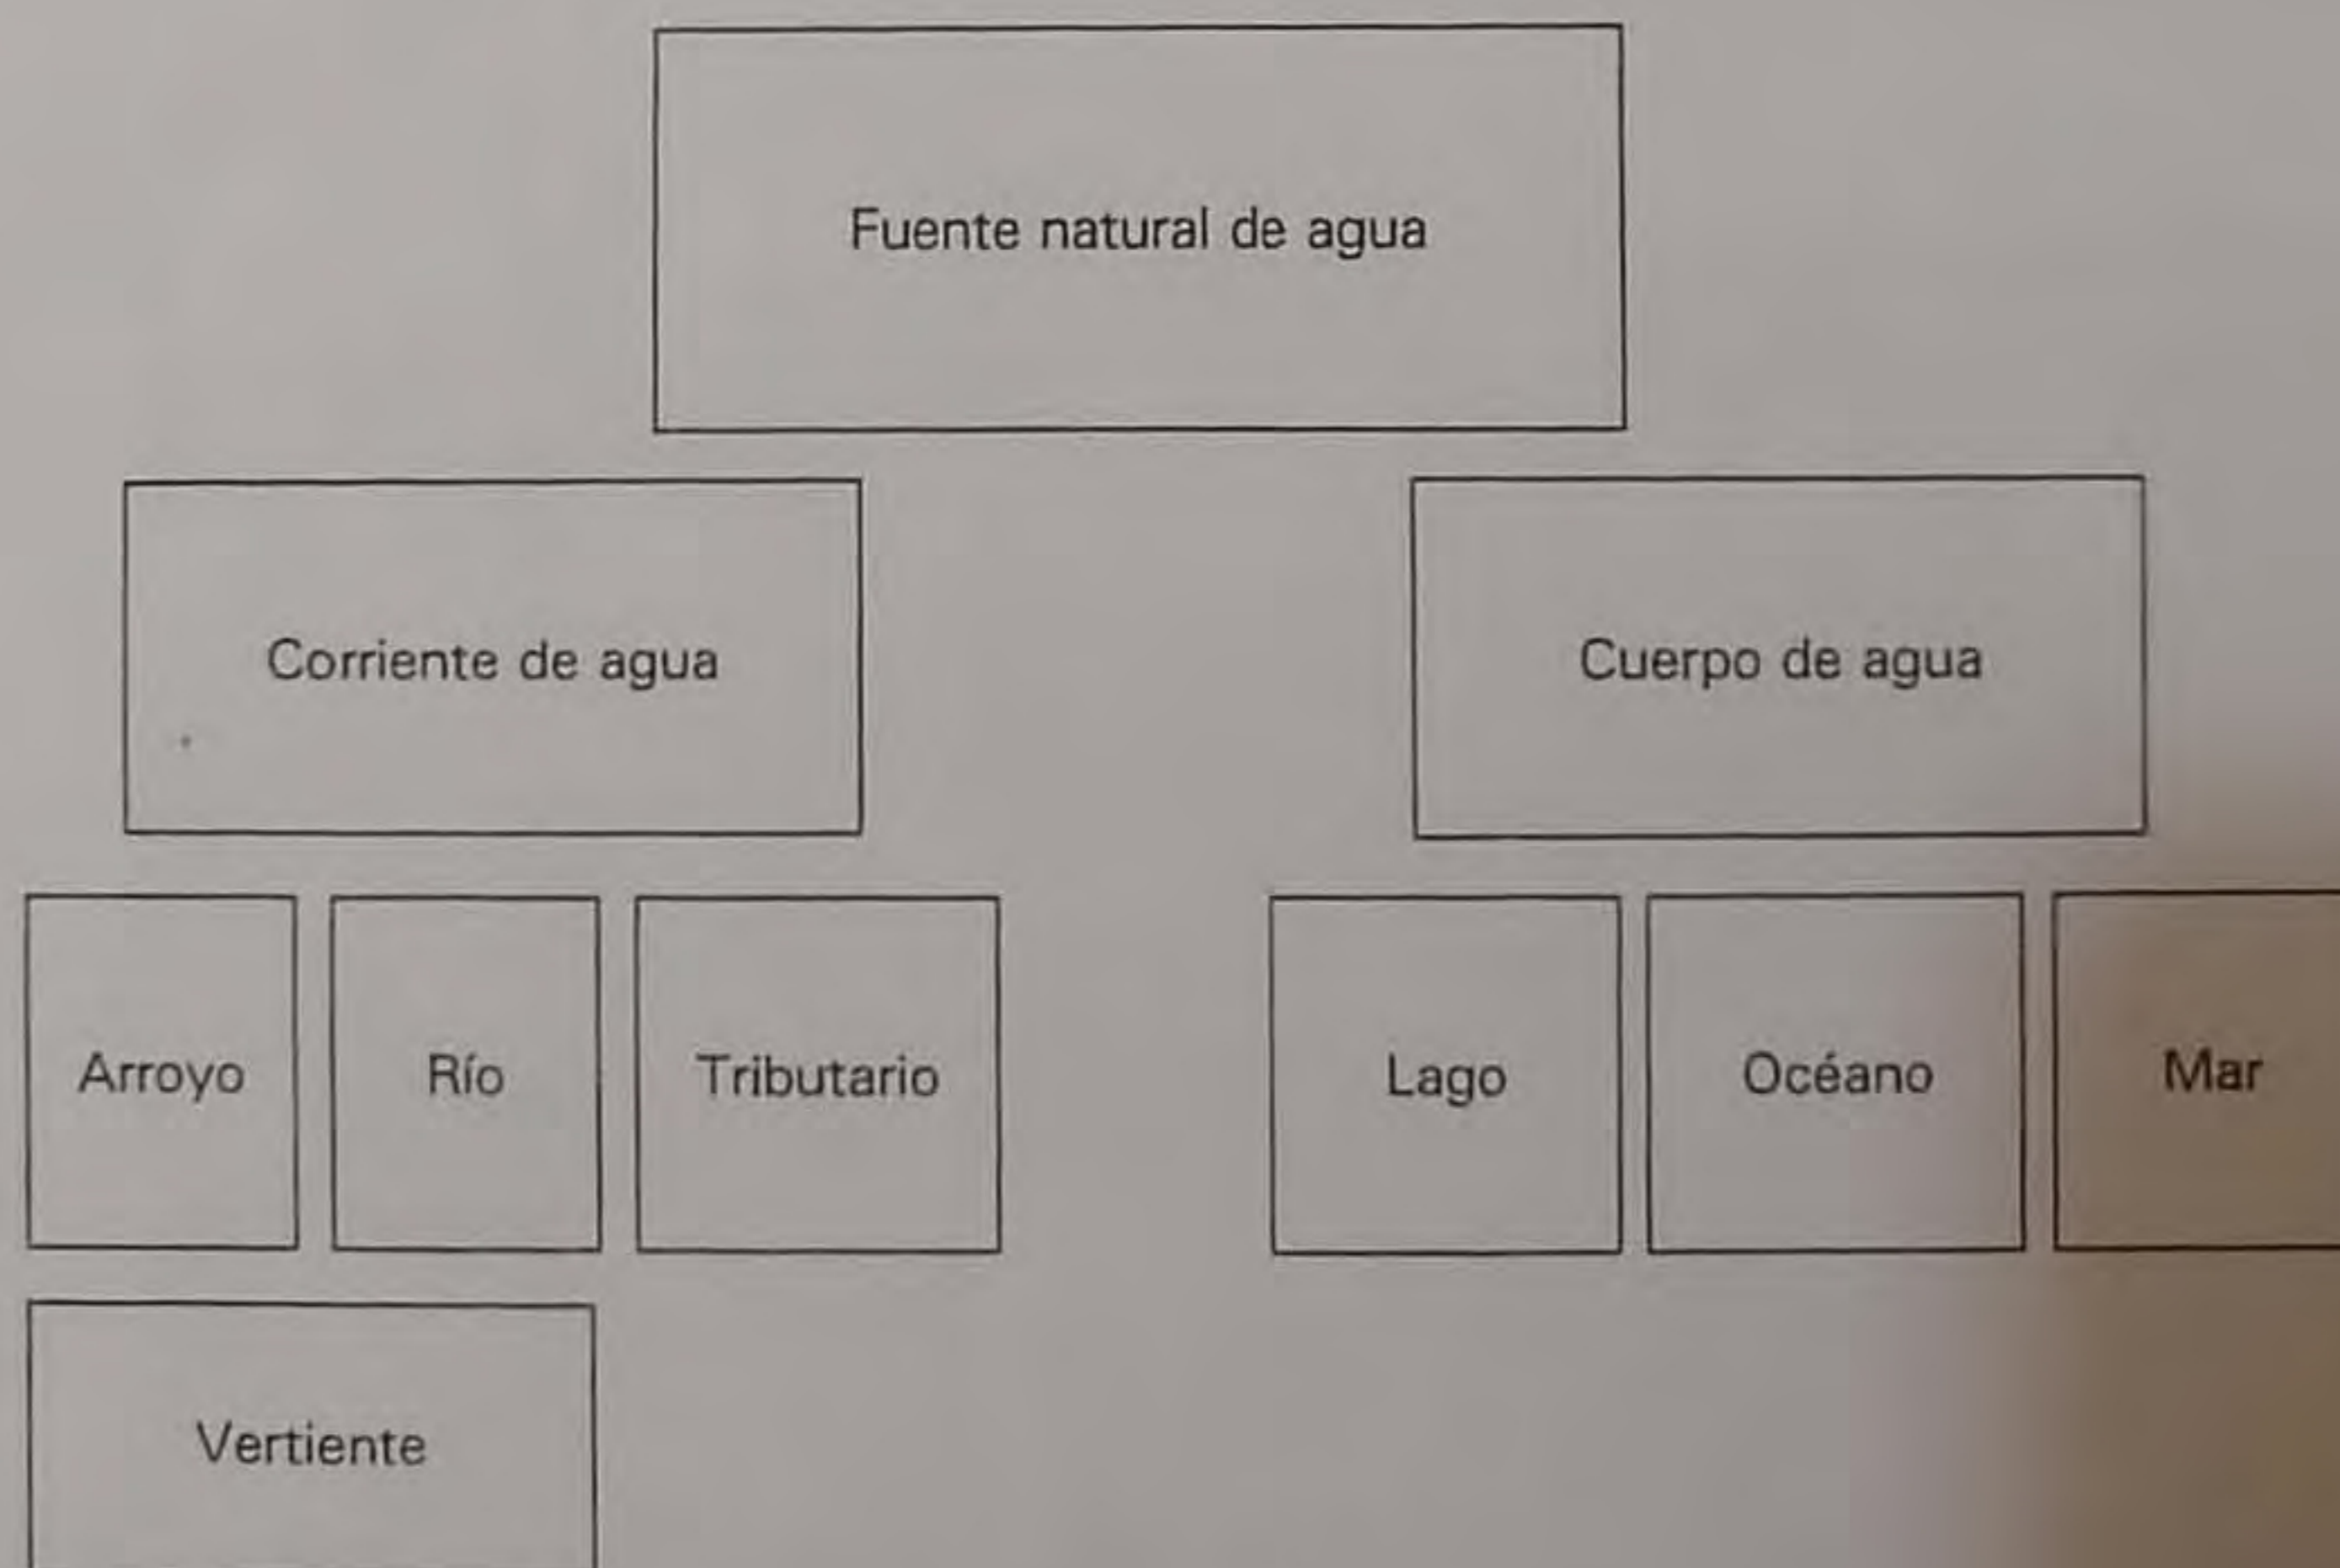 Fuente natural de agua
Corriente de agua
Cuerpo de agua
Arroyo
Río
Tributario
Lago
Océano
Mar
Vertiente